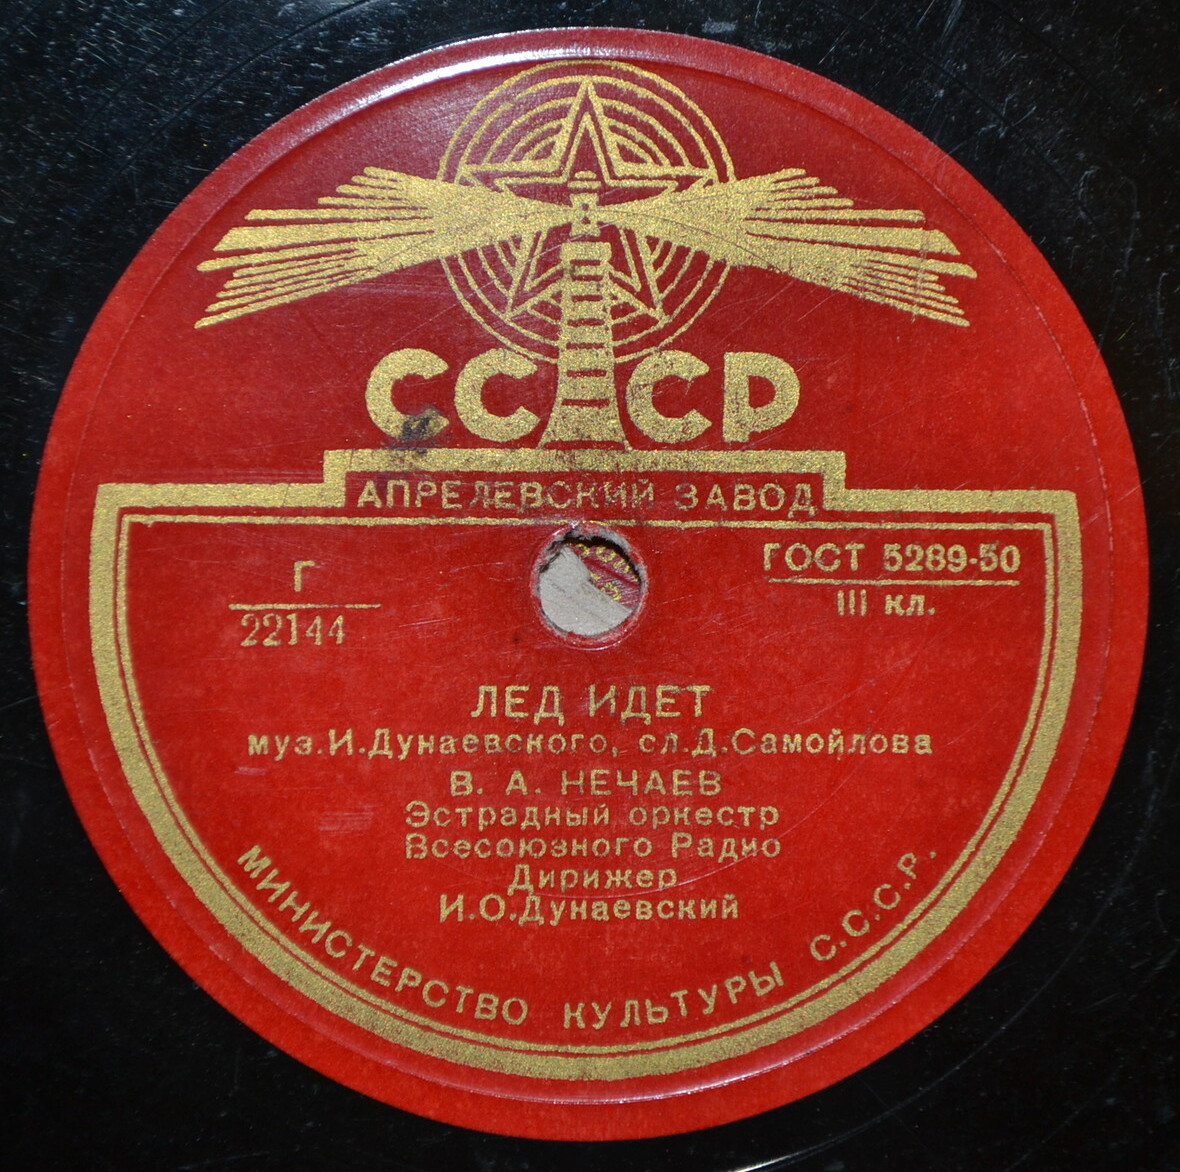 СССР
АПРЕЛЕВСКИЙ ЗАВОД
Г
22144
ГОСТ 5289-50
III кл.
ЛЕД ИДЕТ
муз.И.Дунаевского, сл.Д.Самойлова
В. А. НЕЧАЕВ
Эстрадный оркестр
Всесоюзного Радио
Дирижер
И.О.Дунаевский
МИНИСТЕРСТВО КУЛЬТУРЫ С.С.С.Р.